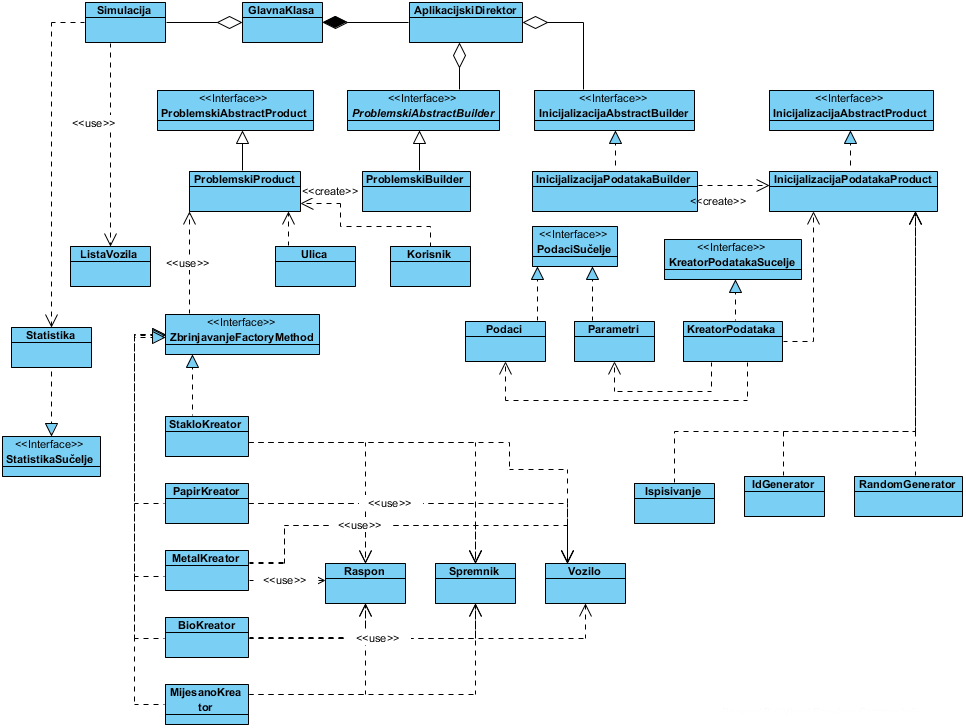 Simulacija
GlavnaKlasa
AplikacijskiDirektor
<<Interface>>
ProblemskiAbstractProduct
<<Interface>>
ProblemskiAbstractBuilder
<<Interface>>
InicijalizacijaAbstractBuilder
<<Interface>>
InicijalizacijaAbstractProduct
<<use>>
ProblemskiProduct
<<create>>
ProblemskiBuilder
InicijalizacijaPodatakaBuilder
<<create>>
InicijalizacijaPodatakaProduct
ListaVozila
<<use>>
Ulica
Korisnik
<<Interface>>
PodaciSučelje
<<Interface>>
KreatorPodatakaSucelje
Statistika
<<Interface>>
ZbrinjavanjeFactoryMethod
Podaci
Parametri
KreatorPodataka
<<Interface>>
StatistikaSučelje
StakloKreator
PapirKreator
<<use>>
<<use>>
Ispisivanje
IdGenerator
RandomGenerator
MetalKreator
<<use>>
Raspon
Spremnik
Vozilo
BioKreator
<<use>>
MijesanoKrea
tor